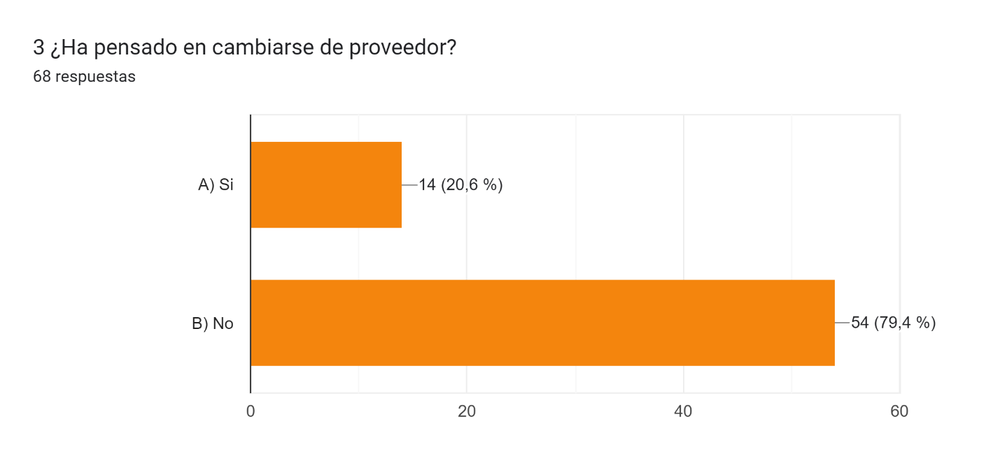 3 ¿Ha pensado en cambiarse de proveedor?
68 respuestas
A) Si
14 (20,6 %)
B) No
54 (79,4 %)
0
20
40
60